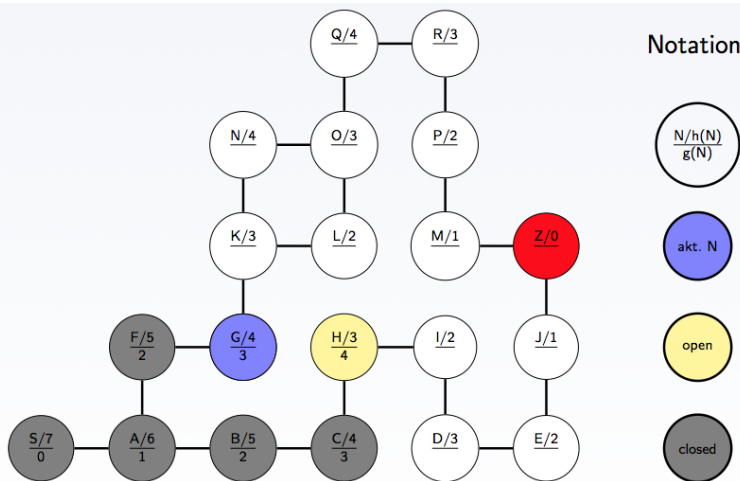 Q/4 R/3 Notation
N/4 O/3 P/2 N/h(N)
g(N)
K/3 L/2 M/1 Z/0 akt. N
F/5 G/4 H/3 I/2 J/1 open
2 3 4
S/7 A/6 B/5 C/4 D/3 E/2 closed
0 1 2 3